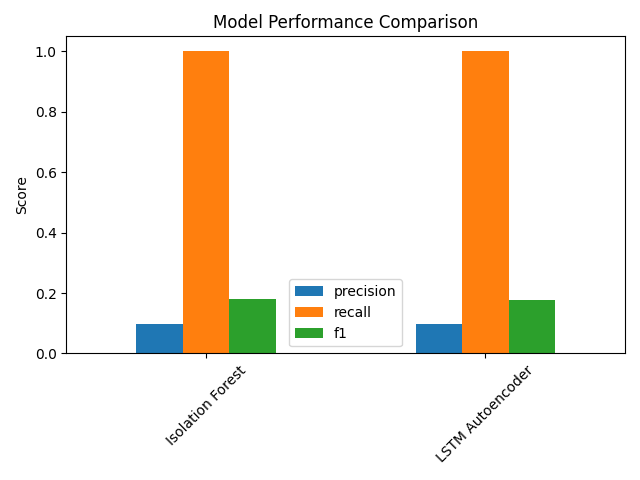 Model Performance Comparison
Score
1.0
0.8
0.6
0.4
0.2
0.0
precision
recall
f1
Isolation Forest
LSTM Autoencoder